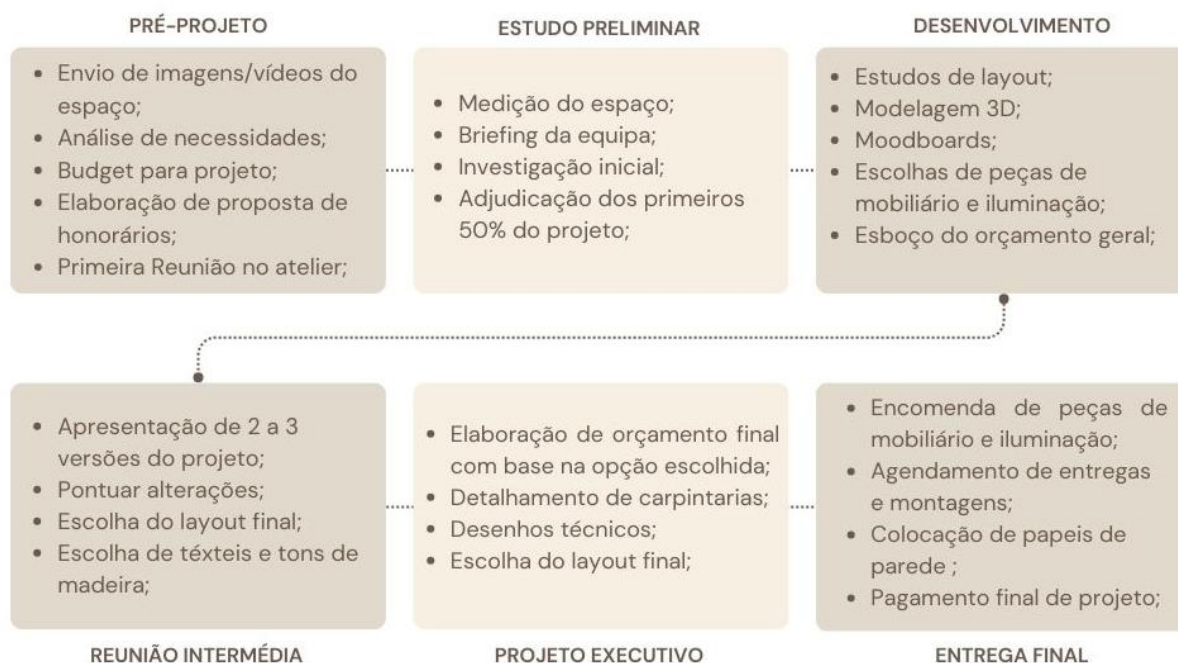 PRÉ-PROJETO
• Envio de imagens/vídeos do
espaço;
• Análise de necessidades;
• Budget para projeto;
• Elaboração de proposta de
honorários;
• Primeira Reunião no atelier;
ESTUDO PRELIMINAR
• Medição do espaço;
• Briefing da equipa;
• Investigação inicial;
• Adjudicação dos primeiros
50% do projeto;
DESENVOLVIMENTO
• Estudos de layout;
• Modelagem 3D;
• Moodboards;
• Escolhas de peças de
mobiliário e iluminação;
• Esboço do orçamento geral;
• Apresentação de 2 a 3
versões do projeto;
• Pontuar alterações;
• Escolha do layout final;
• Escolha de téxteis e tons de
madeira;
REUNIÃO INTERMÉDIA
• Elaboração de orçamento final
com base na opção escolhida;
• Detalhamento de carpintarias;
• Desenhos técnicos;
• Escolha do layout final;
PROJETO EXECUTIVO
• Encomenda de peças de
mobiliário e iluminação;
• Agendamento de entregas
e montagens;
• Colocação de papeis de
parede ;
• Pagamento final de projeto;
ENTREGA FINAL